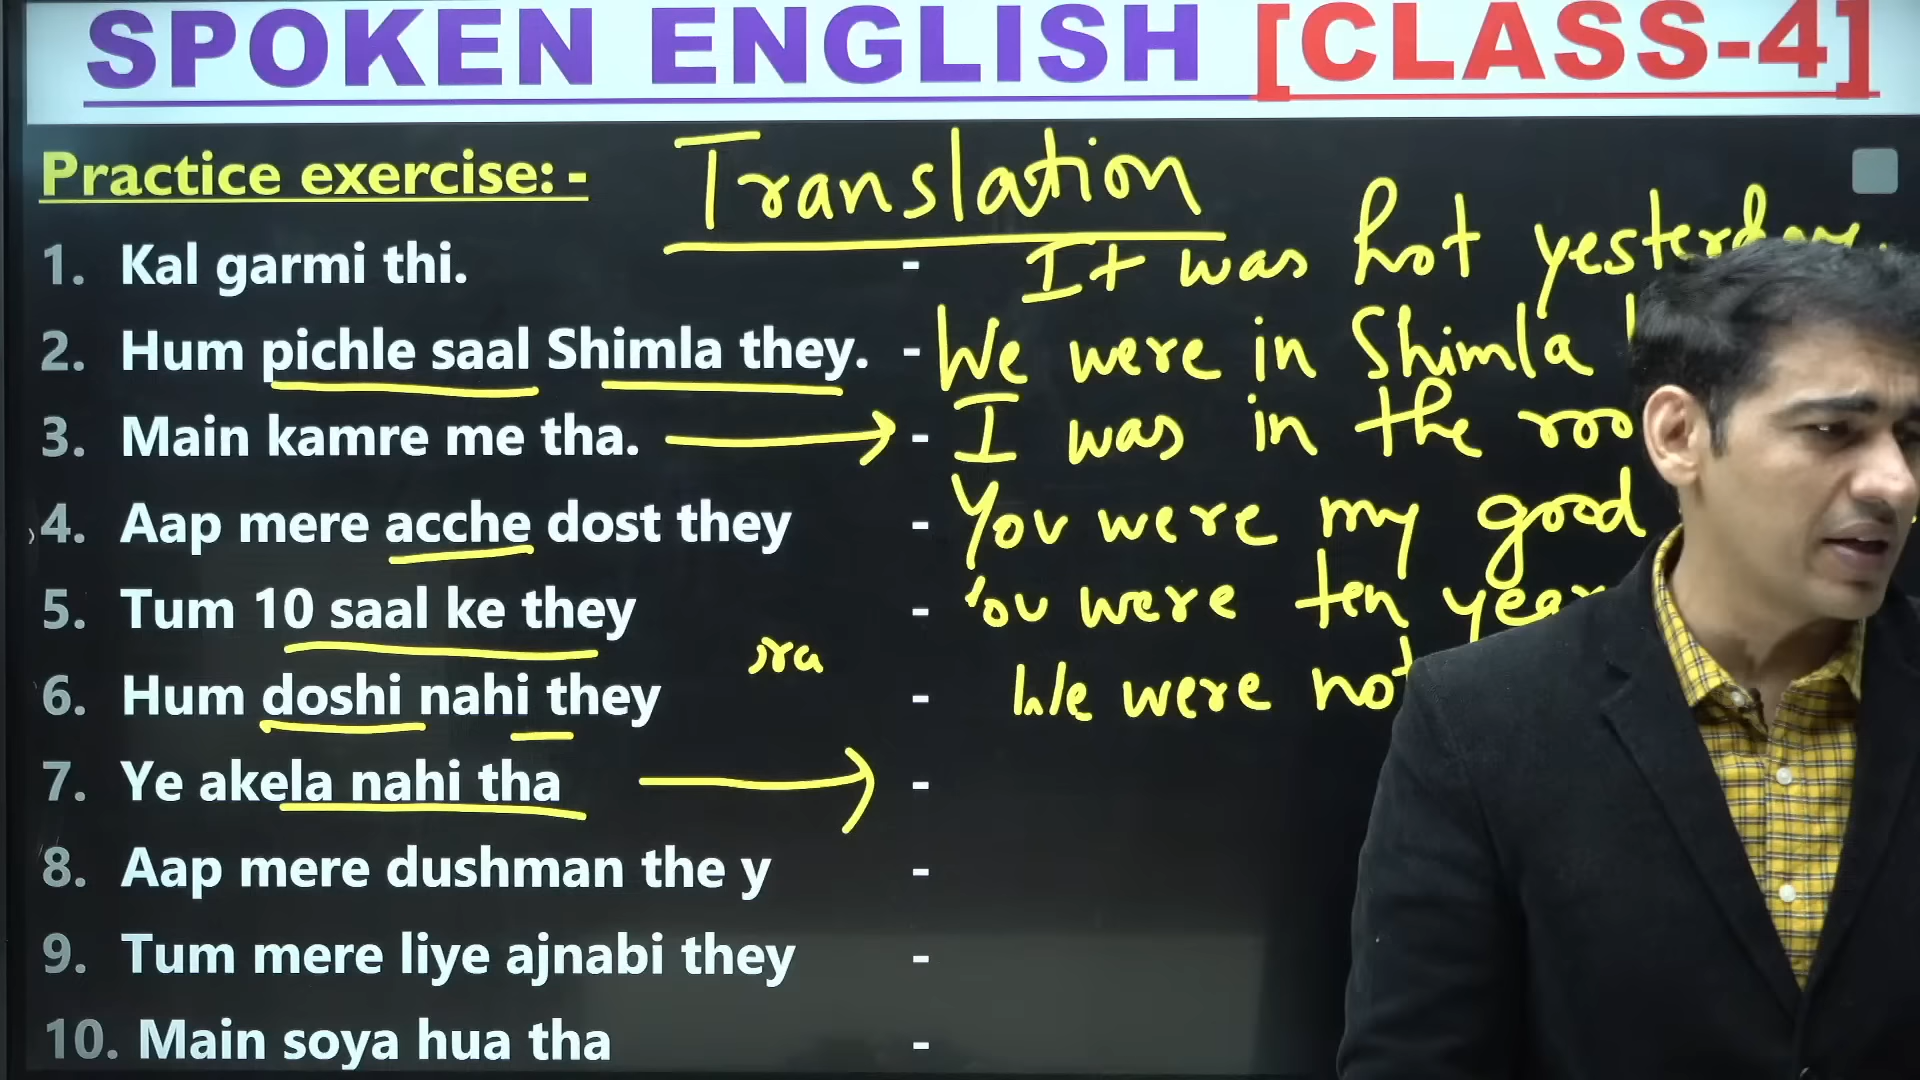 SPOKEN ENGLISH [CLASS-4]
Practice exercise: - Translation
1. Kal garmi thi. - It was hot yesterday.
2. Hum pichle saal Shimla they. - We were in Shimla
3. Main kamre me tha. → - I was in the
4. Aap mere acche dost they - You were my good
5. Tum 10 saal ke they - You were ten
6. Hum doshi nahi they - We were not
7. Ye akela nahi tha → -
8. Aap mere dushman the y -
9. Tum mere liye ajnabi they -
10. Main soya hua tha -